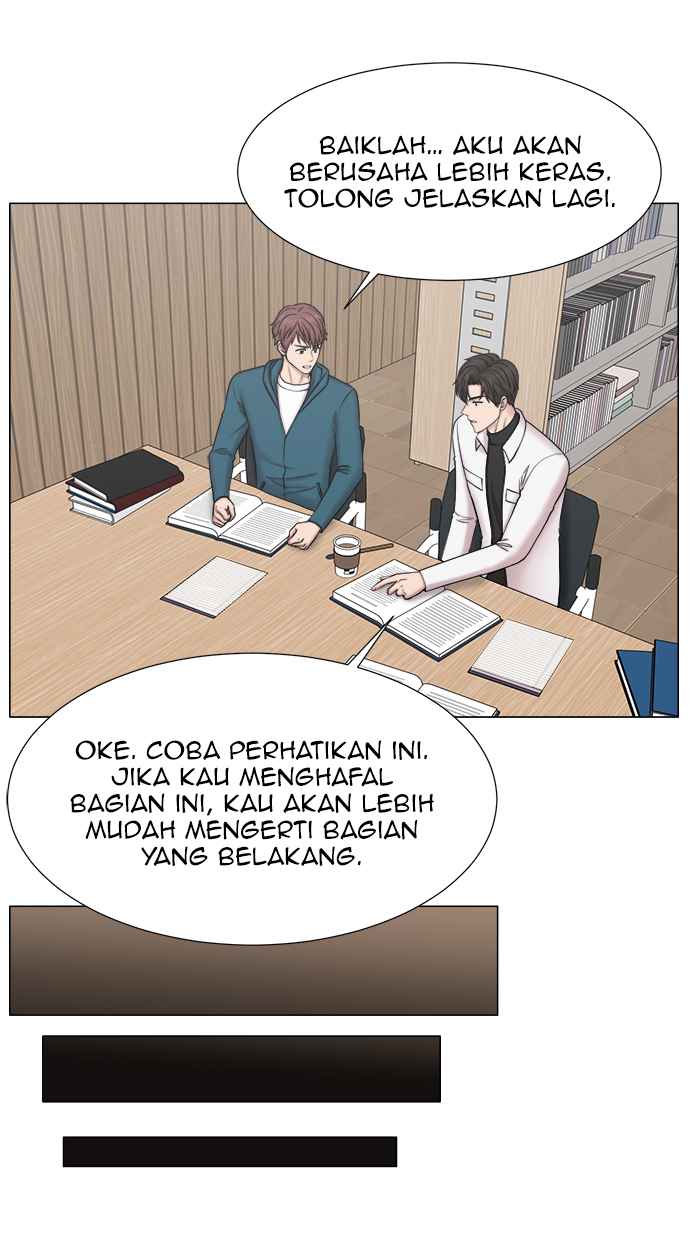 BAIKLAH... AKU AKAN
BERUSAHA LEBIH KERAS.
TOLONG JELASKAN LAGI.
OKE. COBA PERHATIKAN INI.
JIKA KAU MENGHAFAL
BAGIAN INI, KAU AKAN LEBIH
MUDAH MENGERTI BAGIAN
YANG BELAKANG.